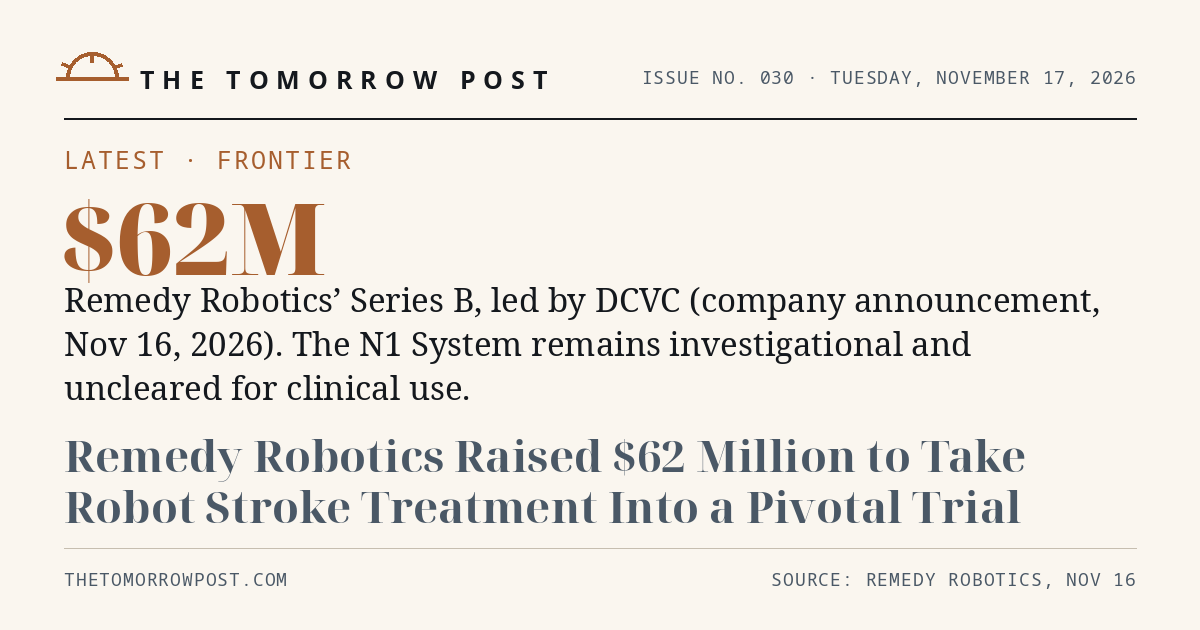 THE TOMORROW POST
ISSUE NO. 030 · TUESDAY, NOVEMBER 17, 2026
LATEST · FRONTIER
$62M
Remedy Robotics’ Series B, led by DCVC (company announcement,
Nov 16, 2026). The N1 System remains investigational and
uncleared for clinical use.
Remedy Robotics Raised $62 Million to Take
Robot Stroke Treatment Into a Pivotal Trial
THETOMORROWPOST.COM
SOURCE: REMEDY ROBOTICS, NOV 16